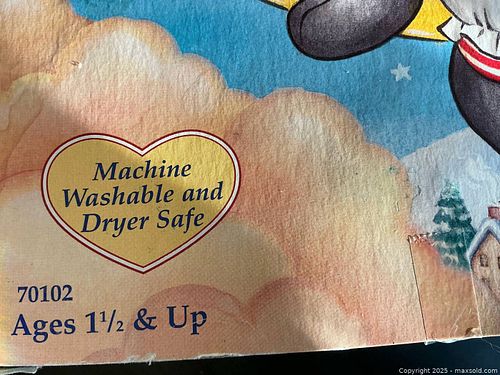 Machine
Washable and
Dryer Safe
70102
Ages 1½ & Up
Copyright 2025 - maxsold.com